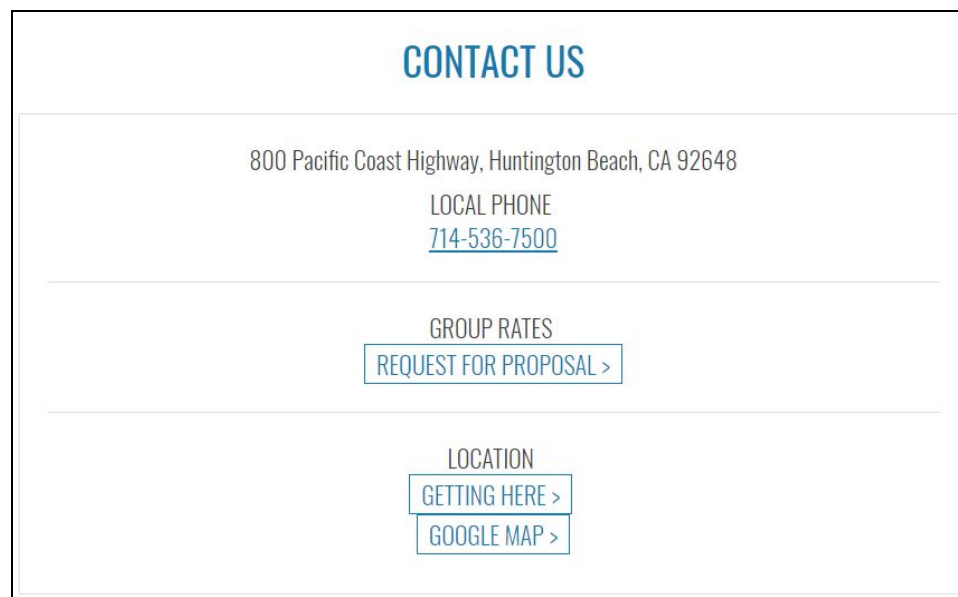 CONTACT US
800 Pacific Coast Highway, Huntington Beach, CA 92648
LOCAL PHONE
714-536-7500
GROUP RATES
REQUEST FOR PROPOSAL >
LOCATION
GETTING HERE >
GOOGLE MAP >